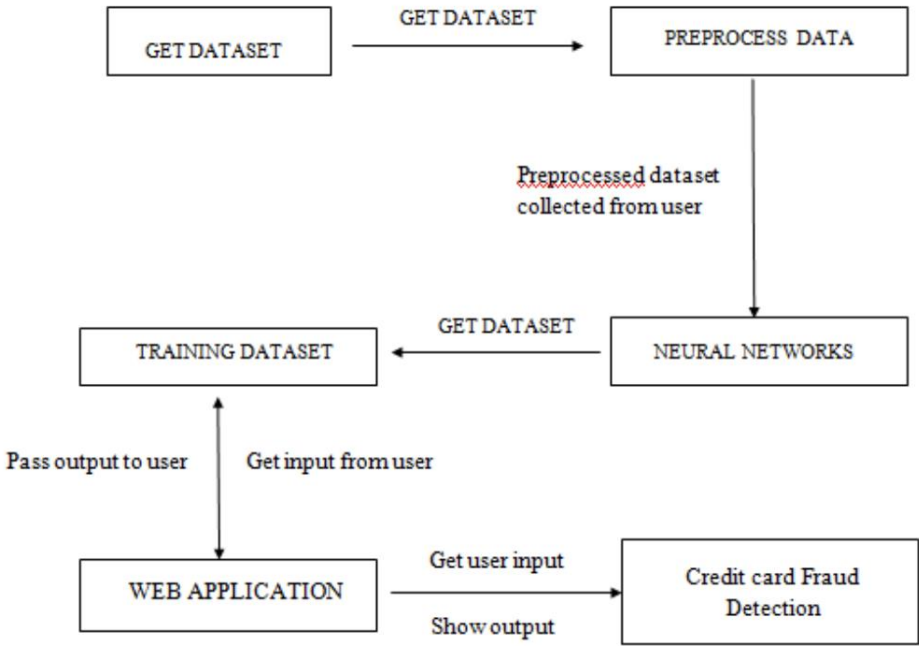 GET DATASET
GET DATASET
PREPROCESS DATA
Preprocessed dataset
collected from user
GET DATASET
TRAINING DATASET
NEURAL NETWORKS
Pass output to user
Get input from user
Get user input
WEB APPLICATION
Credit card Fraud
Detection
Show output